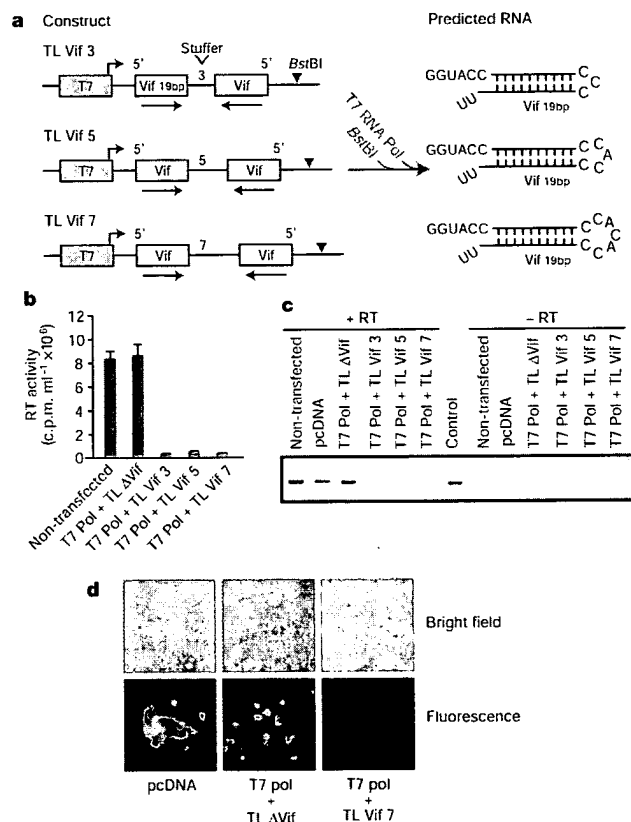 a Construct Predicted RNA
TL Vif 3
Stuffer
5' 3 5' BstBI
T7 Vif 19bp Vif
GGUACC C
C
UU C
Vif 19bp
T7 RNA Pol
BstBI
TL Vif 5
5' 5 5'
T7 Vif Vif
GGUACC C C
A
UU C C
Vif 19bp
TL Vif 7
5' 7 5'
T7 Vif Vif
GGUACC C C A
C
UU C C A
Vif 19bp
b
RT activity
(c.p.m. ml⁻¹ ×10⁶)
12
10
8
6
4
2
0
Non-transfected
T7 Pol + TL ΔVif
T7 Pol + TL Vif 3
T7 Pol + TL Vif 5
T7 Pol + TL Vif 7
c
+ RT – RT
Non-transfected
pcDNA
T7 Pol + TL ΔVif
T7 Pol + TL Vif 3
T7 Pol + TL Vif 5
T7 Pol + TL Vif 7
Control
Non-transfected
pcDNA
T7 Pol + TL ΔVif
T7 Pol + TL Vif 3
T7 Pol + TL Vif 5
T7 Pol + TL Vif 7
d
Bright field
Fluorescence
pcDNA T7 pol T7 pol
+ +
TL ΔVif TL Vif 7